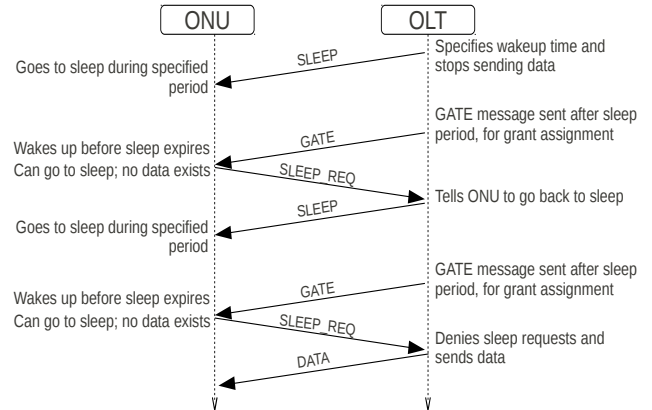 ONU
OLT
Specifies wakeup time and
stops sending data
SLEEP
Goes to sleep during specified
period
GATE message sent after sleep
period, for grant assignment
GATE
Wakes up before sleep expires
Can go to sleep; no data exists
SLEEP_REQ
Tells ONU to go back to sleep
SLEEP
Goes to sleep during specified
period
GATE message sent after sleep
period, for grant assignment
GATE
Wakes up before sleep expires
Can go to sleep; no data exists
SLEEP_REQ
Denies sleep requests and
sends data
DATA